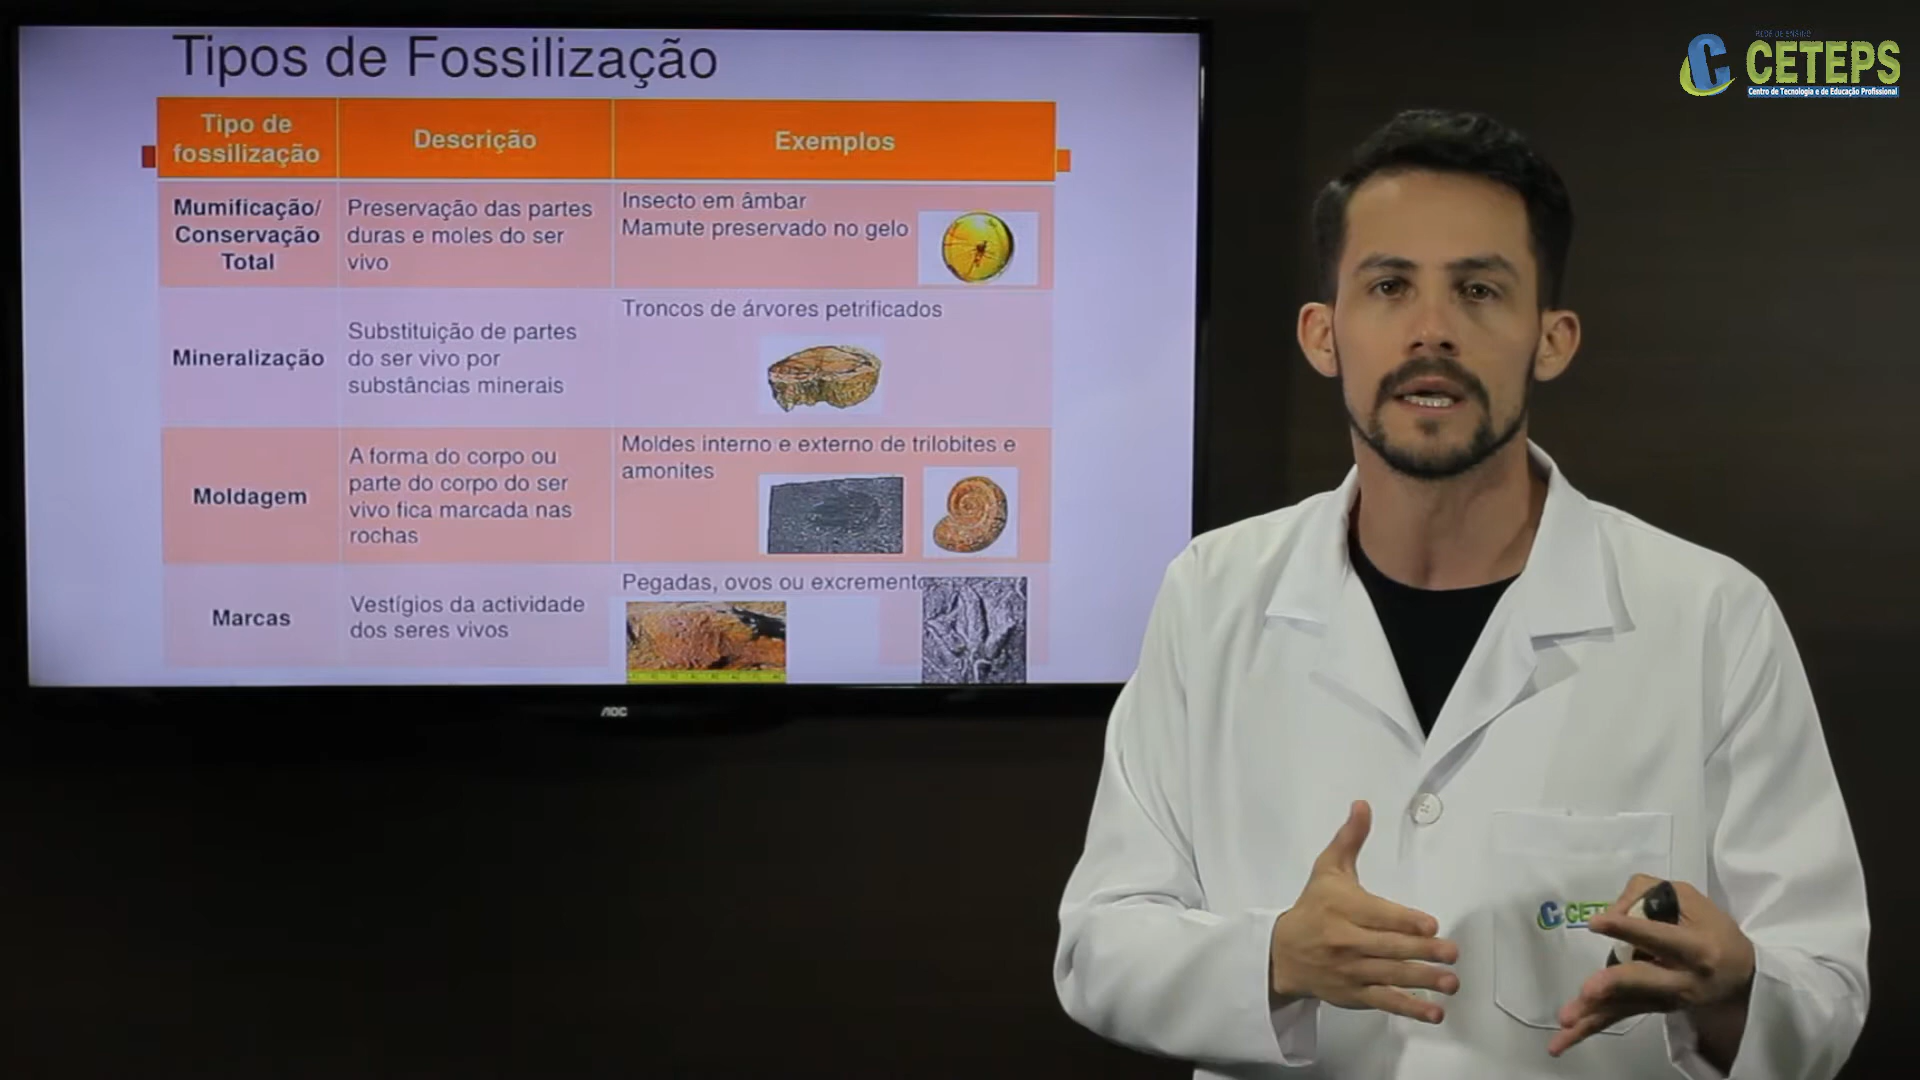 Tipos de Fossilização
Tipo de
fossilização
Descrição
Exemplos
Mumificação/
Conservação
Total
Preservação das partes
duras e moles do ser
vivo
Insecto em âmbar
Mamute preservado no gelo
Mineralização
Substituição de partes
do ser vivo por
substâncias minerais
Troncos de árvores petrificados
Moldagem
A forma do corpo ou
parte do corpo do ser
vivo fica marcada nas
rochas
Moldes interno e externo de trilobites e
amonites
Marcas
Vestígios da actividade
dos seres vivos
Pegadas, ovos ou excremento
AOC
REDE DE ENSINO
CETEPS
Centro de Tecnologia e de Educação Profissional